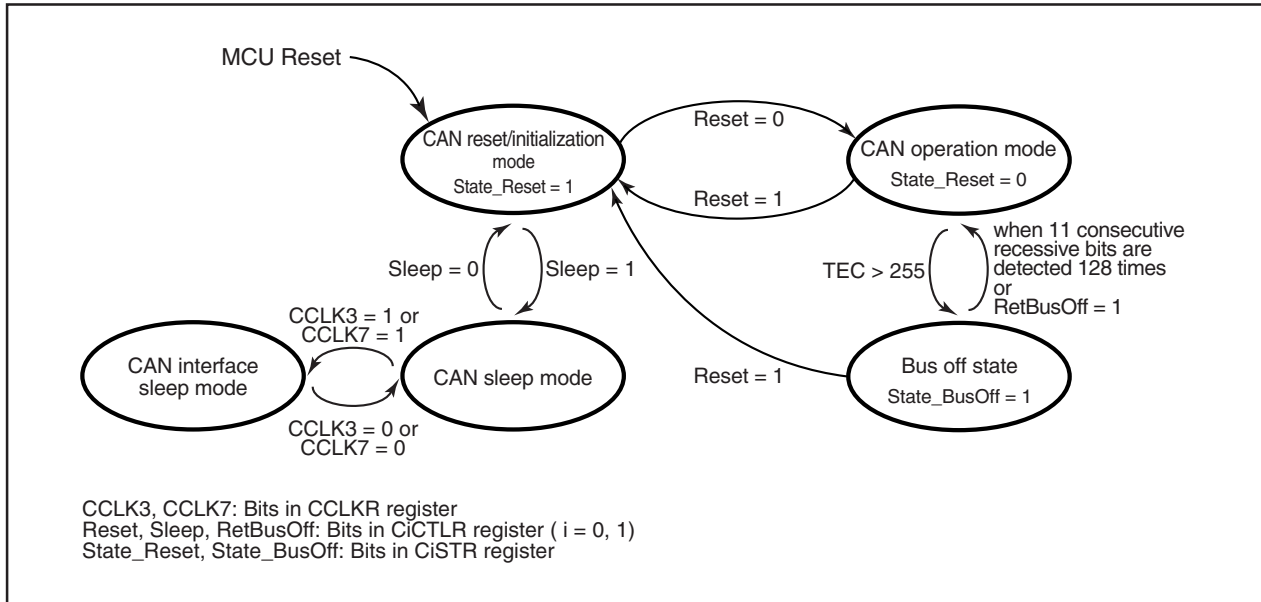 MCU Reset
CAN reset/initialization
mode
State_Reset = 1
Reset = 0
Reset = 1
CAN operation mode
State_Reset = 0
Sleep = 0
Sleep = 1
TEC > 255
when 11 consecutive
recessive bits are
detected 128 times
or
RetBusOff = 1
CCLK3 = 1 or
CCLK7 = 1
CAN interface
sleep mode
CCLK3 = 0 or
CCLK7 = 0
CAN sleep mode
Reset = 1
Bus off state
State_BusOff = 1
CCLK3, CCLK7: Bits in CCLKR register
Reset, Sleep, RetBusOff: Bits in CiCTLR register ( i = 0, 1)
State_Reset, State_BusOff: Bits in CiSTR register